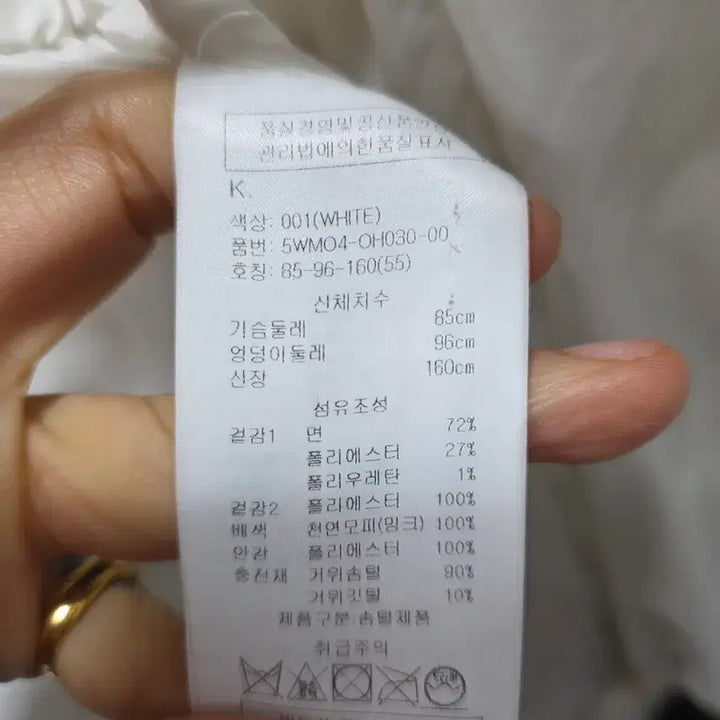 품질경영및공산품안전
관리법에의한품질표시
K.
색상: 001(WHITE)
품번: 5WM04-OH030-00
호칭: 85-96-160(55)
신체치수
가슴둘레 85cm
엉덩이둘레 96cm
신장 160cm
섬유조성
겉감1 면 72%
폴리에스터 27%
폴리우레탄 1%
겉감2 폴리에스터 100%
배색 천연모피(밍크) 100%
안감 폴리에스터 100%
충전재 거위솜털 90%
거위깃털 10%
제품구분:솜털제품
취급주의
드라이